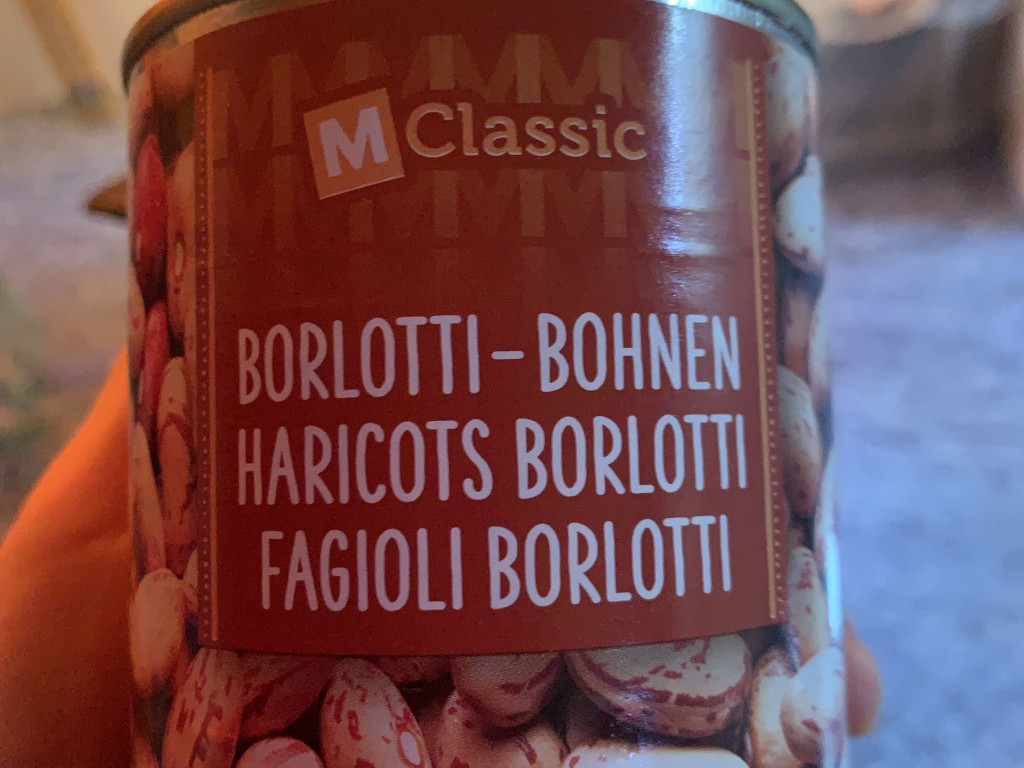 M Classic
BORLOTTI-BOHNEN
HARICOTS BORLOTTI
FAGIOLI BORLOTTI